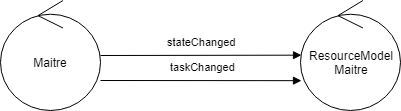 stateChanged
Maitre
ResourceModel
Maitre
taskChanged